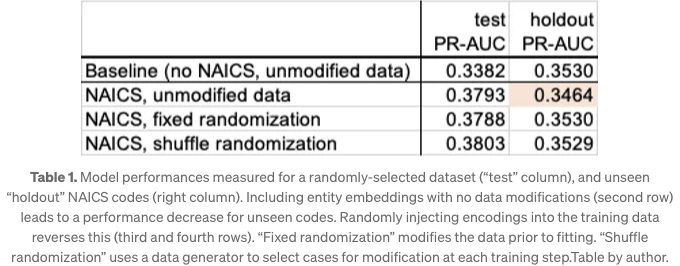 test holdout
PR-AUC PR-AUC
Baseline (no NAICS, unmodified data) 0.3382 0.3530
NAICS, unmodified data 0.3793 0.3464
NAICS, fixed randomization 0.3788 0.3530
NAICS, shuffle randomization 0.3803 0.3529
Table 1. Model performances measured for a randomly-selected dataset (“test” column), and unseen
“holdout” NAICS codes (right column). Including entity embeddings with no data modifications (second row)
leads to a performance decrease for unseen codes. Randomly injecting encodings into the training data
reverses this (third and fourth rows). “Fixed randomization” modifies the data prior to fitting. “Shuffle
randomization” uses a data generator to select cases for modification at each training step.Table by author.